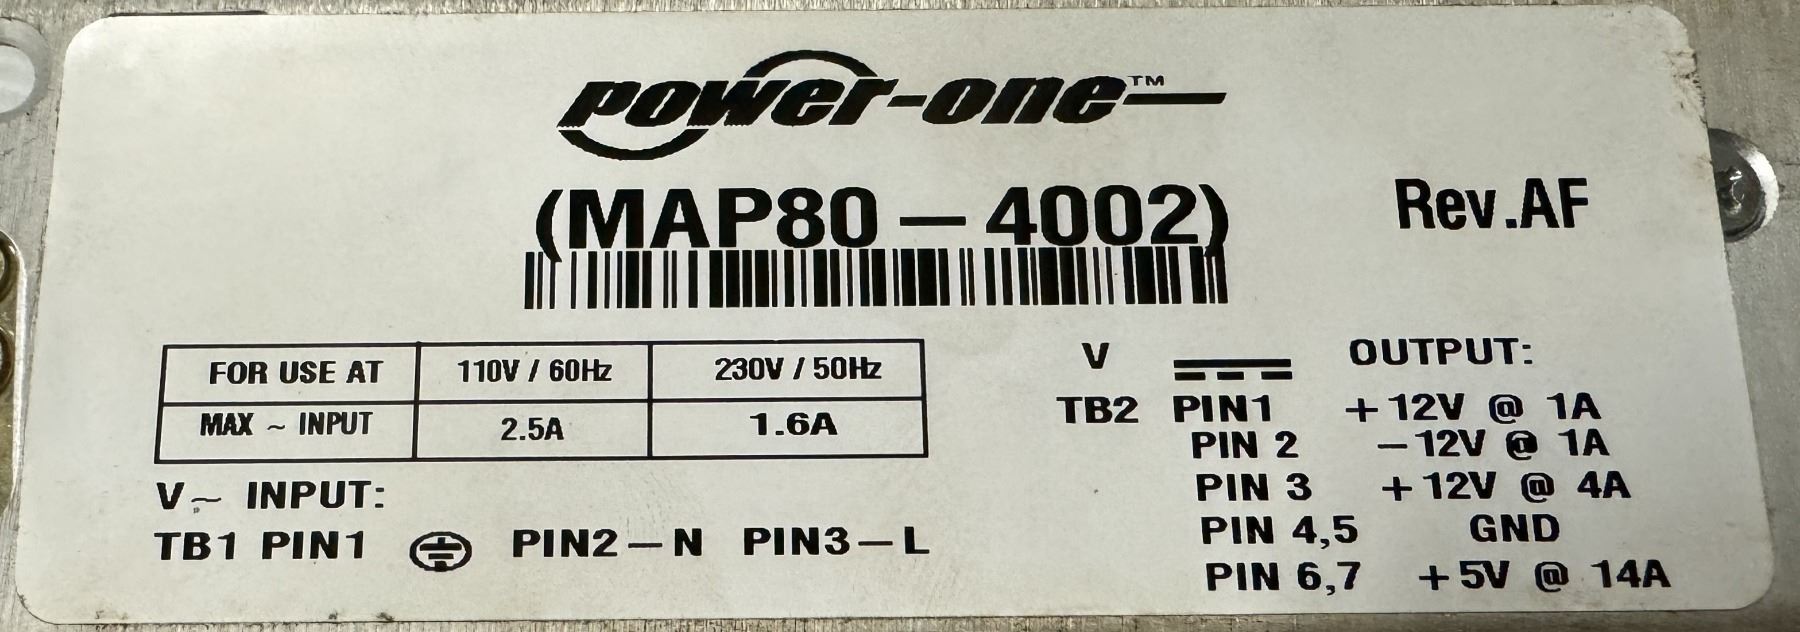 power-one™
(MAP80-4002)
Rev.AF
FOR USE AT 110V / 60Hz 230V / 50Hz
MAX ~ INPUT 2.5A 1.6A
V~ INPUT:
TB1 PIN1 PIN2-N PIN3-L
V OUTPUT:
TB2 PIN1 +12V @ 1A
PIN 2 -12V @ 1A
PIN 3 +12V @ 4A
PIN 4,5 GND
PIN 6,7 +5V @ 14A